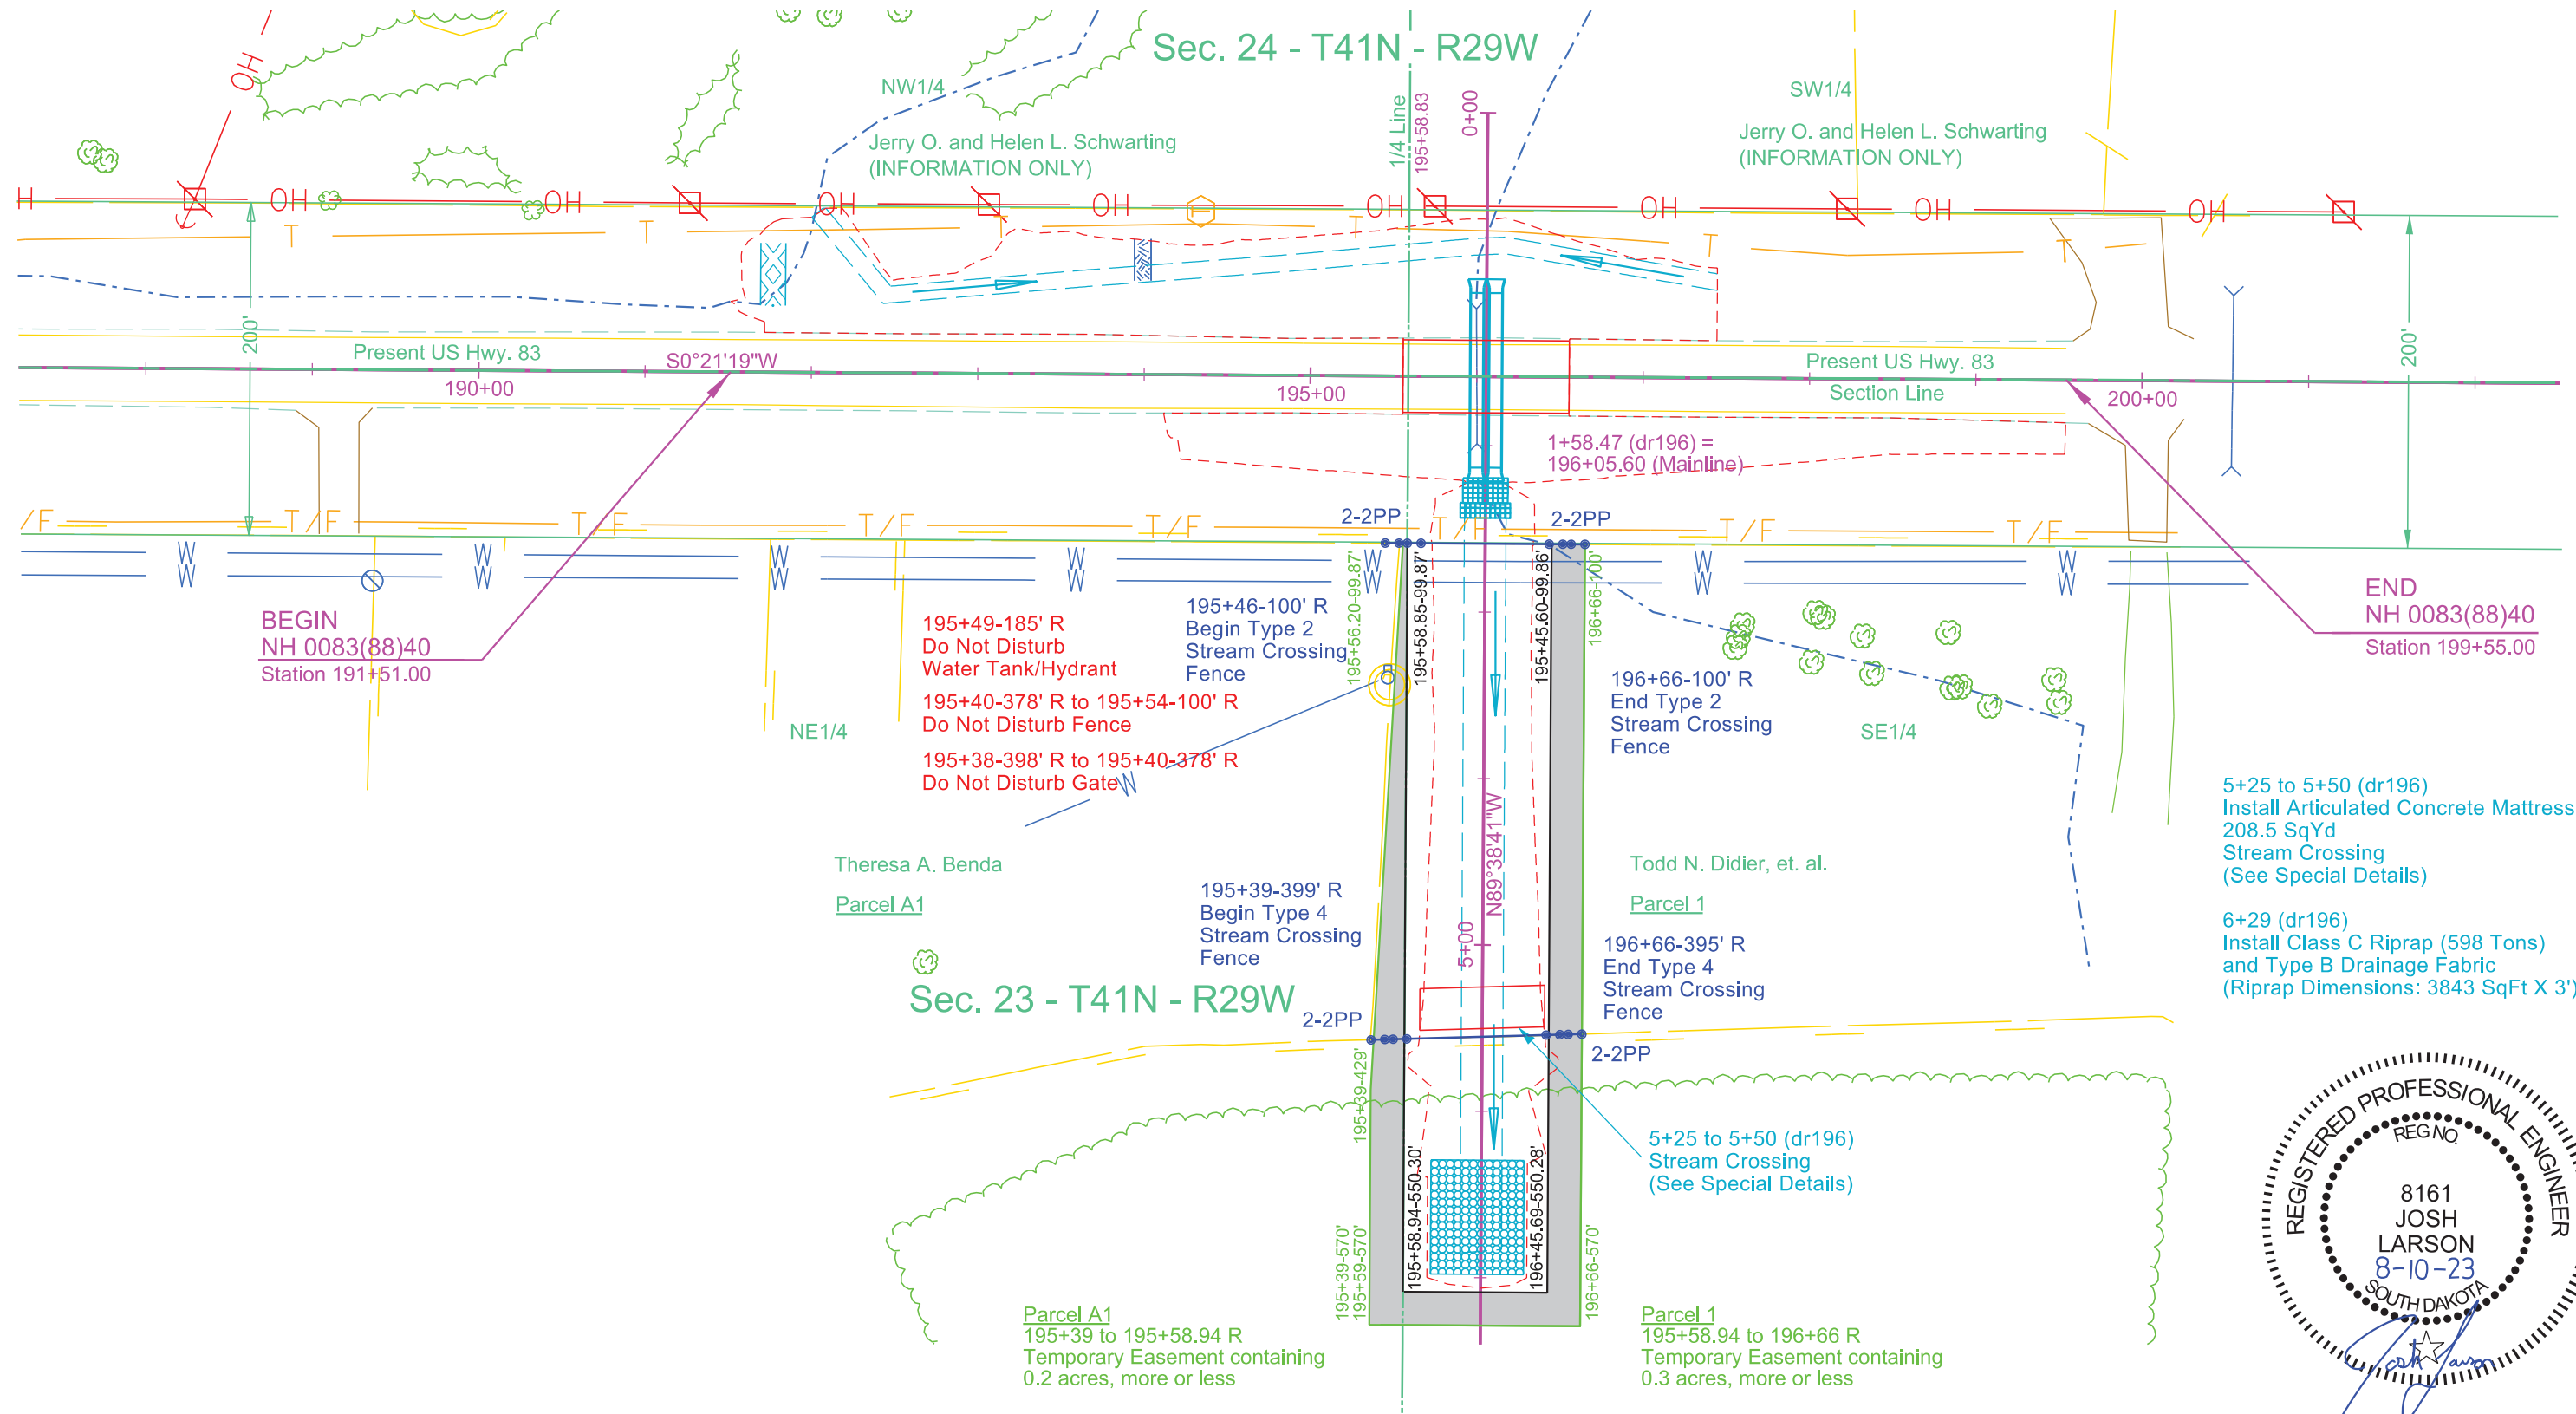 Sec. 24 - T41N - R29W
OH
NW1/4
SW1/4
1/4 Line
195+58.83
0+00
Jerry O. and Helen L. Schwarting
(INFORMATION ONLY)
Jerry O. and Helen L. Schwarting
(INFORMATION ONLY)
H
OH
OH
OH
OH
OH
OH
OH
OH
T
T
T
T
T
T
T
200'
200'
Present US Hwy. 83
S0°21'19"W
Present US Hwy. 83
190+00
195+00
Section Line
200+00
1+58.47 (dr196) =
196+05.60 (Mainline)
/F
T/F
T/F
T/F
T/F
T/F
T/F
T/F
2-2PP
2-2PP
W
W
W
W
W
W
W
W
W
W
W
W
W
W
195+56.20-99.87'
195+58.85-99.87'
195+45.60-99.86'
196+66-100'
BEGIN
NH 0083(88)40
Station 191+51.00
END
NH 0083(88)40
Station 199+55.00
195+49-185' R
Do Not Disturb
Water Tank/Hydrant
195+40-378' R to 195+54-100' R
Do Not Disturb Fence
195+38-398' R to 195+40-378' R
Do Not Disturb Gate
W
195+46-100' R
Begin Type 2
Stream Crossing
Fence
196+66-100' R
End Type 2
Stream Crossing
Fence
NE1/4
SE1/4
N89°38'41"W
5+00
5+25 to 5+50 (dr196)
Install Articulated Concrete Mattress
208.5 SqYd
Stream Crossing
(See Special Details)
6+29 (dr196)
Install Class C Riprap (598 Tons)
and Type B Drainage Fabric
(Riprap Dimensions: 3843 SqFt X 3')
Theresa A. Benda
Parcel A1
Todd N. Didier, et. al.
Parcel 1
195+39-399' R
Begin Type 4
Stream Crossing
Fence
196+66-395' R
End Type 4
Stream Crossing
Fence
Sec. 23 - T41N - R29W
2-2PP
2-2PP
195+39-429'
5+25 to 5+50 (dr196)
Stream Crossing
(See Special Details)
195+58.94-550.30'
196+45.69-550.28'
195+39-570'
195+59-570'
196+66-570'
Parcel A1
195+39 to 195+58.94 R
Temporary Easement containing
0.2 acres, more or less
Parcel 1
195+58.94 to 196+66 R
Temporary Easement containing
0.3 acres, more or less
REGISTERED PROFESSIONAL ENGINEER
REG NO.
8161
JOSH
LARSON
8-10-23
SOUTH DAKOTA
Josh Larson